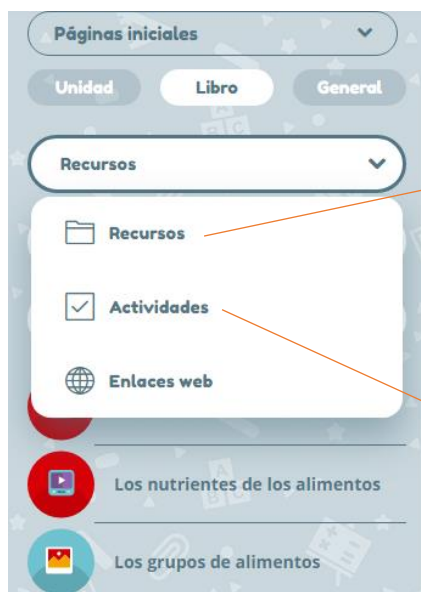 Páginas iniciales
Unidad Libro General
Recursos
Recursos
Actividades
Enlaces web
Los nutrientes de los alimentos
Los grupos de alimentos